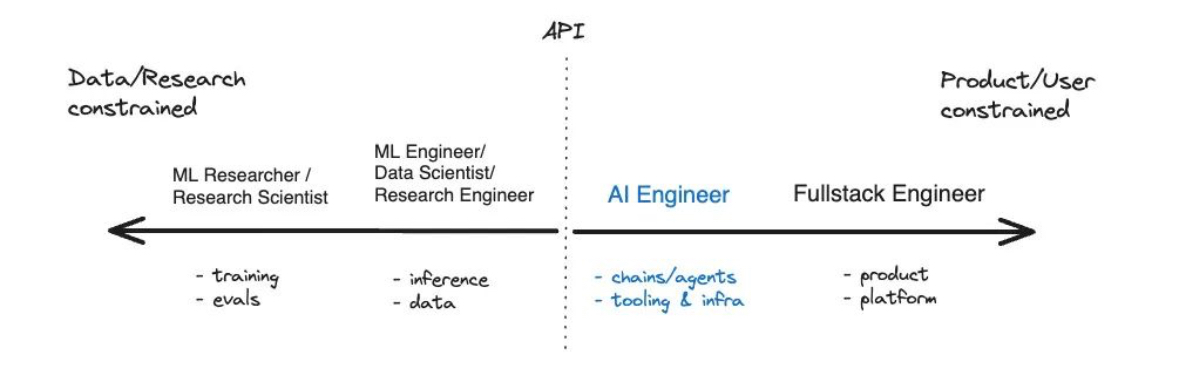 API
Data/Research
constrained
Product/User
constrained
ML Researcher /
Research Scientist
ML Engineer/
Data Scientist/
Research Engineer
AI Engineer
Fullstack Engineer
- training
- evals
- inference
- data
- chains/agents
- tooling & infra
- product
- platform